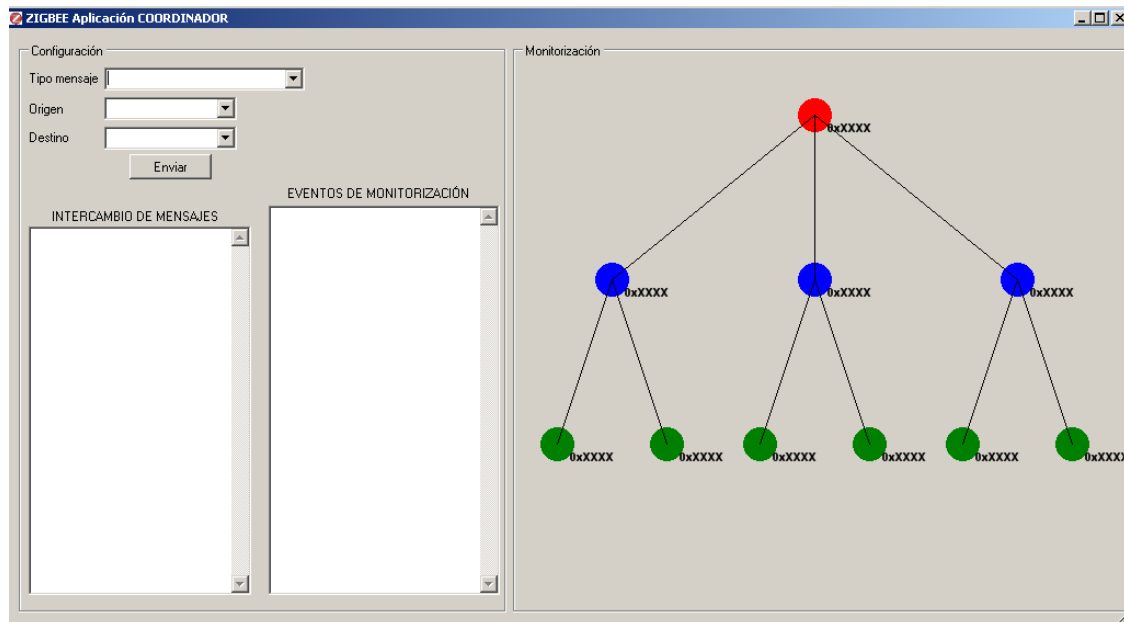 ZIGBEE Aplicación COORDINADOR
Configuración
Tipo mensaje
Origen
Destino
Enviar
INTERCAMBIO DE MENSAJES
EVENTOS DE MONITORIZACIÓN
Monitorización
0xXXXX
0xXXXX
0xXXXX
0xXXXX
0xXXXX
0xXXXX
0xXXXX
0xXXXX
0xXXXX
0xXXXX